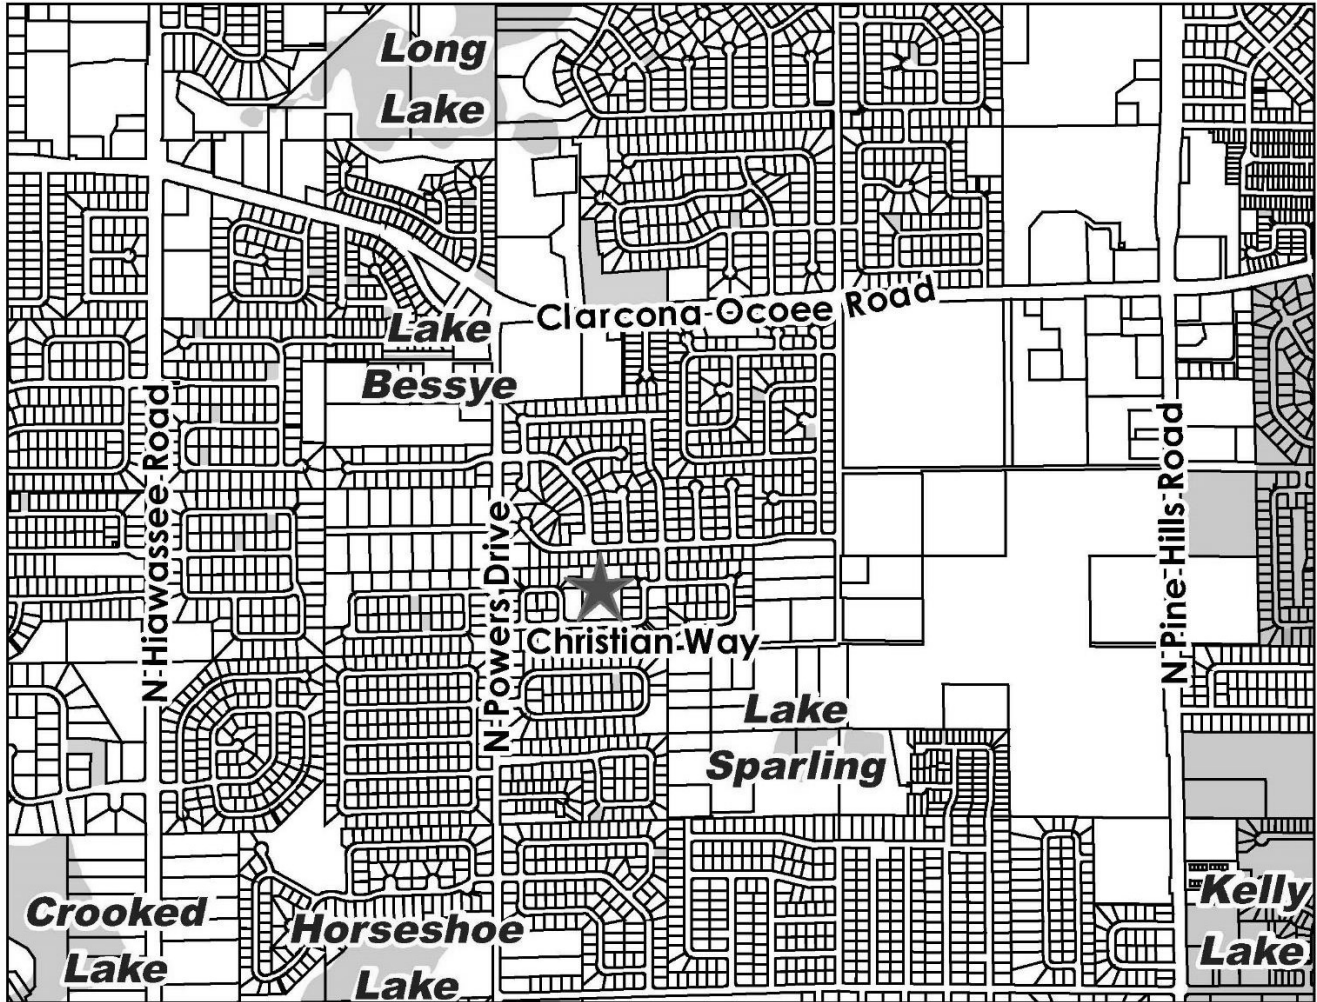 Long
Lake
Clarcona Ocoee Road
Lake
Bessye
N Hiawassee Road
N Powers Drive
N Pine Hills Road
Christian Way
Lake
Sparling
Crooked
Lake
Horseshoe
Lake
Kelly
Lake